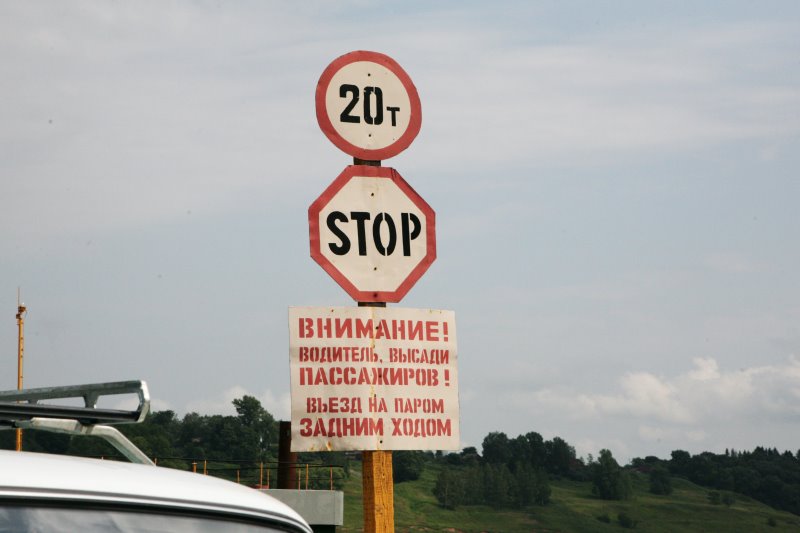 20т
STOP
ВНИМАНИЕ!
ВОДИТЕЛЬ, ВЫСАДИ
ПАССАЖИРОВ!
ВЪЕЗД НА ПАРОМ
ЗАДНИМ ХОДОМ